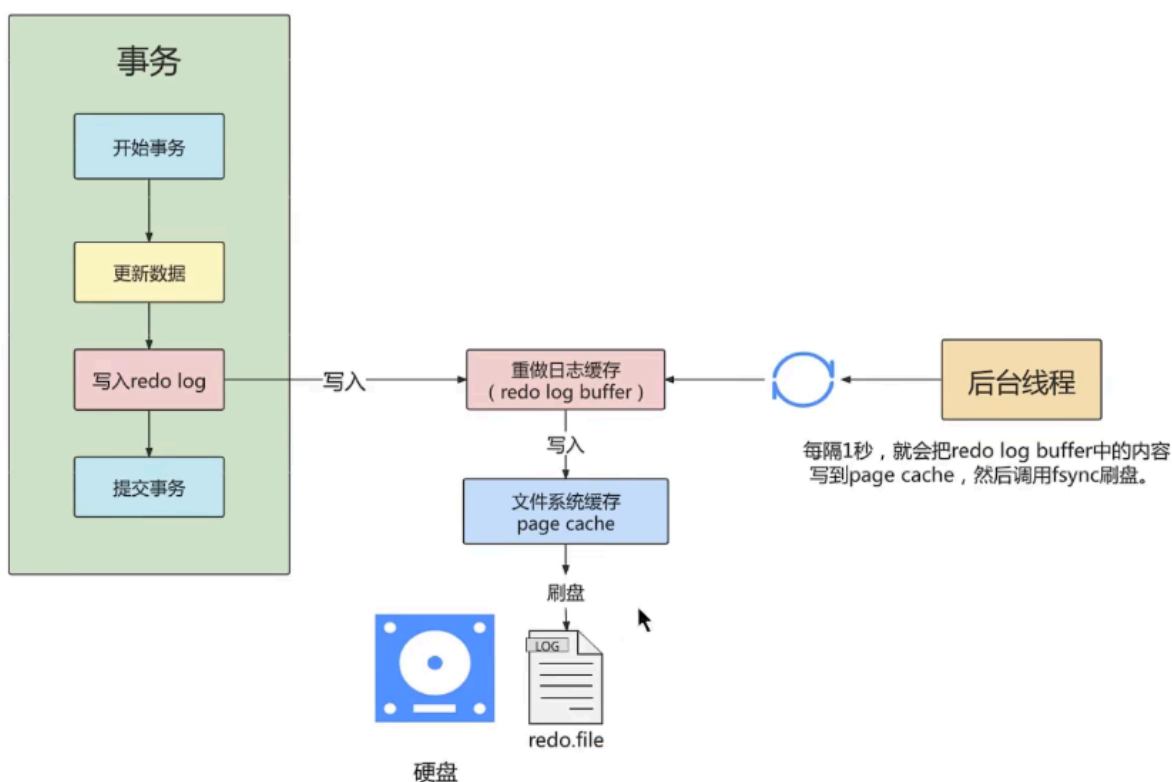 事务
开始事务
更新数据
写入redo log
提交事务
写入
重做日志缓存
（redo log buffer）
写入
文件系统缓存
page cache
刷盘
LOG
redo.file
硬盘
后台线程
每隔1秒，就会把redo log buffer中的内容
写到page cache，然后调用fsync刷盘。